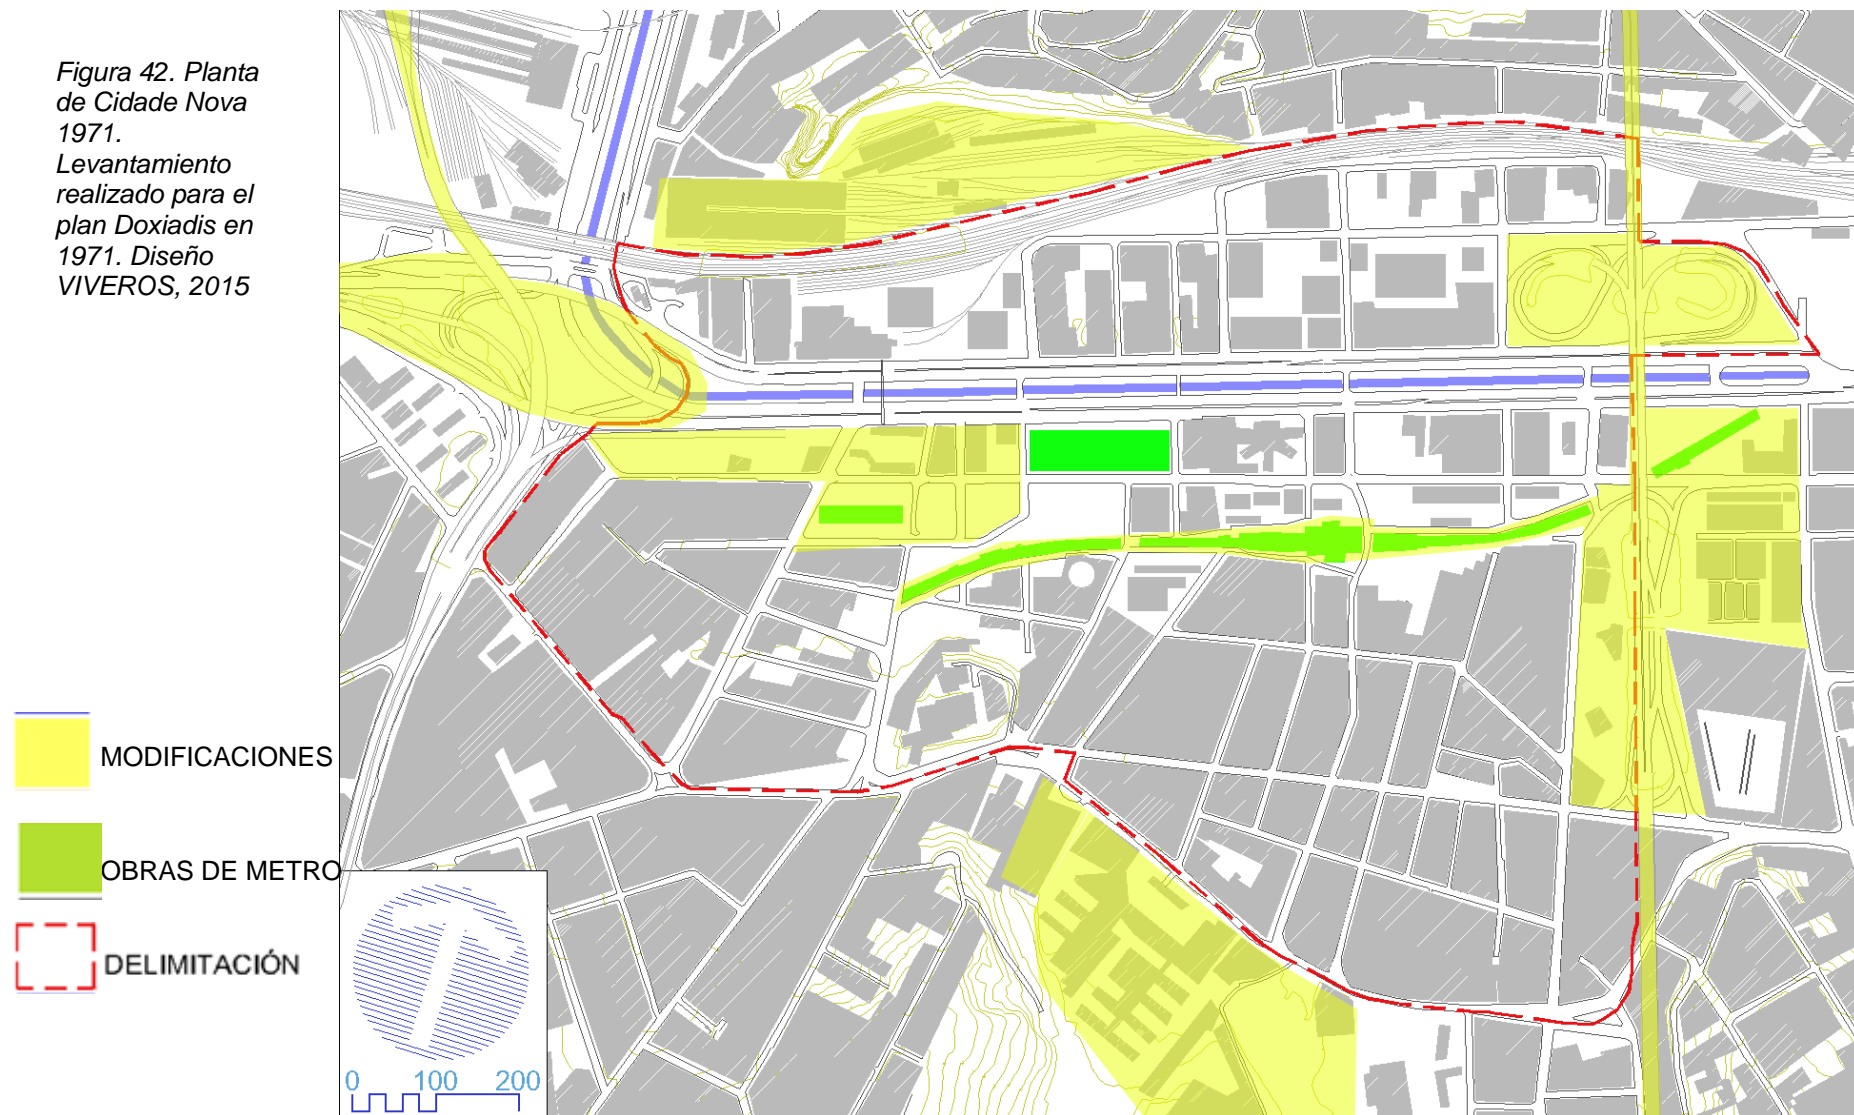 Figura 42. Planta
de Cidade Nova
1971.
Levantamiento
realizado para el
plan Doxiadis en
1971. Diseño
VIVEROS, 2015
MODIFICACIONES
OBRAS DE METRO
DELIMITACIÓN
0 100 200